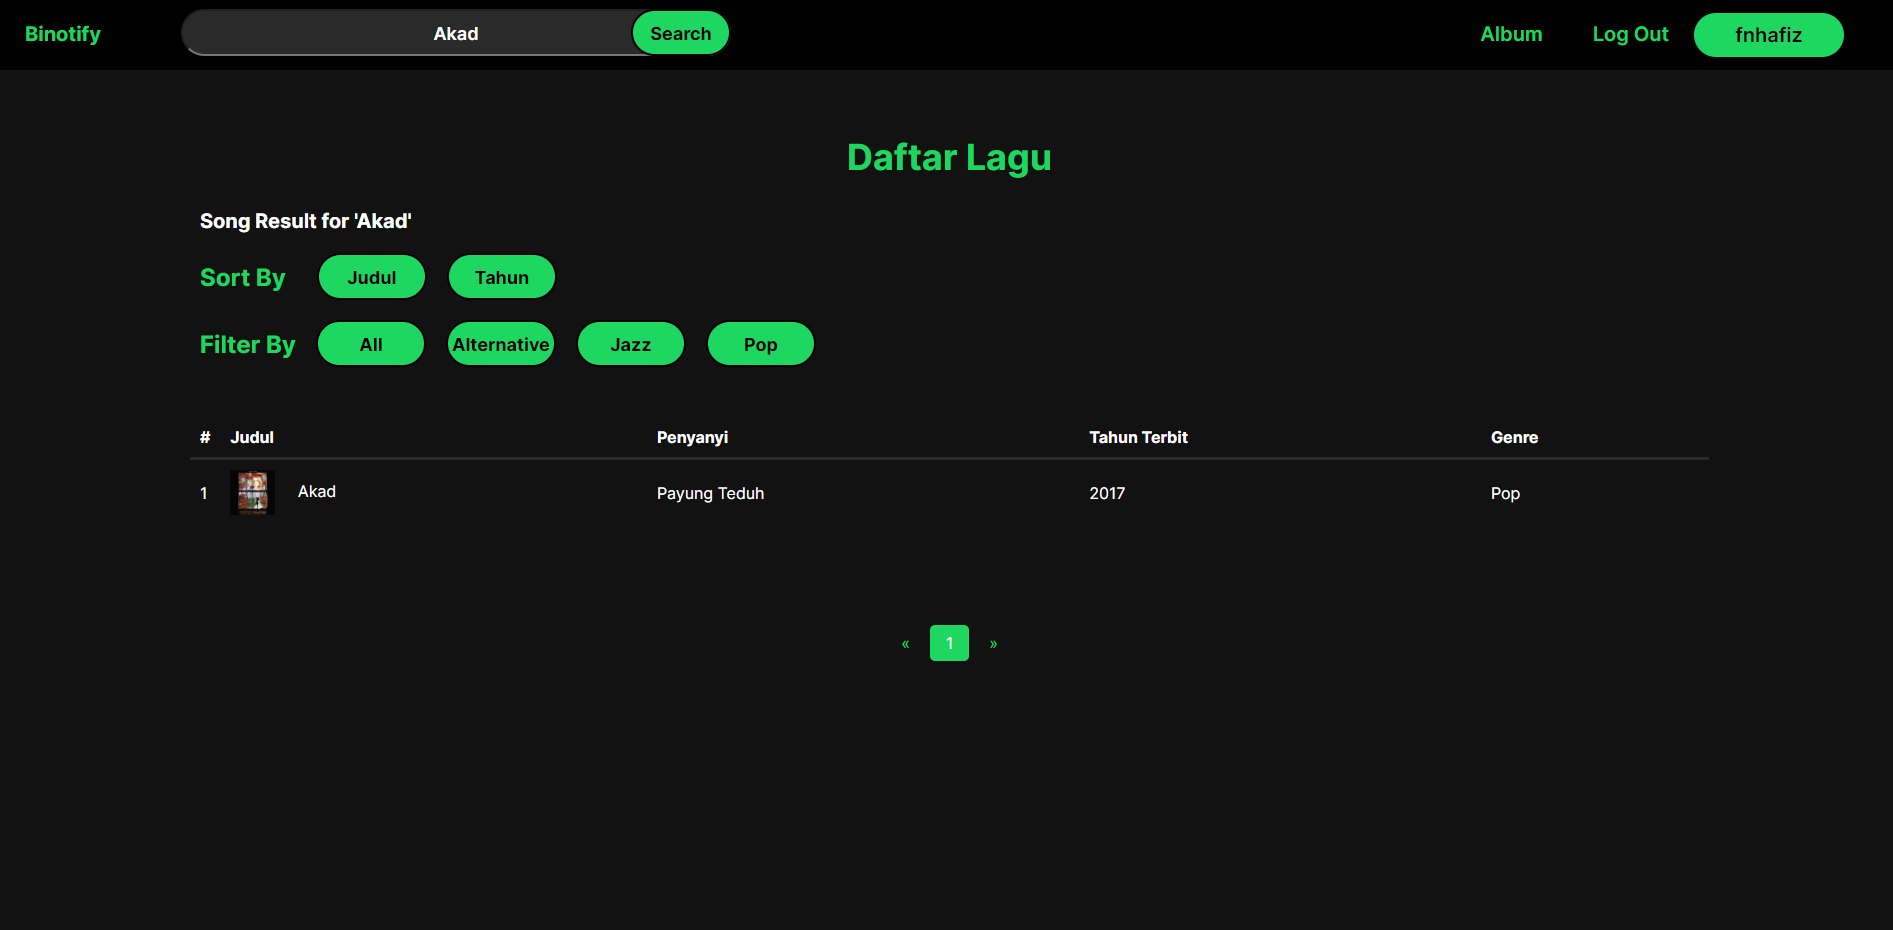 Binotify Akad Search Album Log Out fnhafiz
Daftar Lagu
Song Result for 'Akad'
Sort By Judul Tahun
Filter By All Alternative Jazz Pop
# Judul Penyanyi Tahun Terbit Genre
1 Akad Payung Teduh 2017 Pop
« 1 »